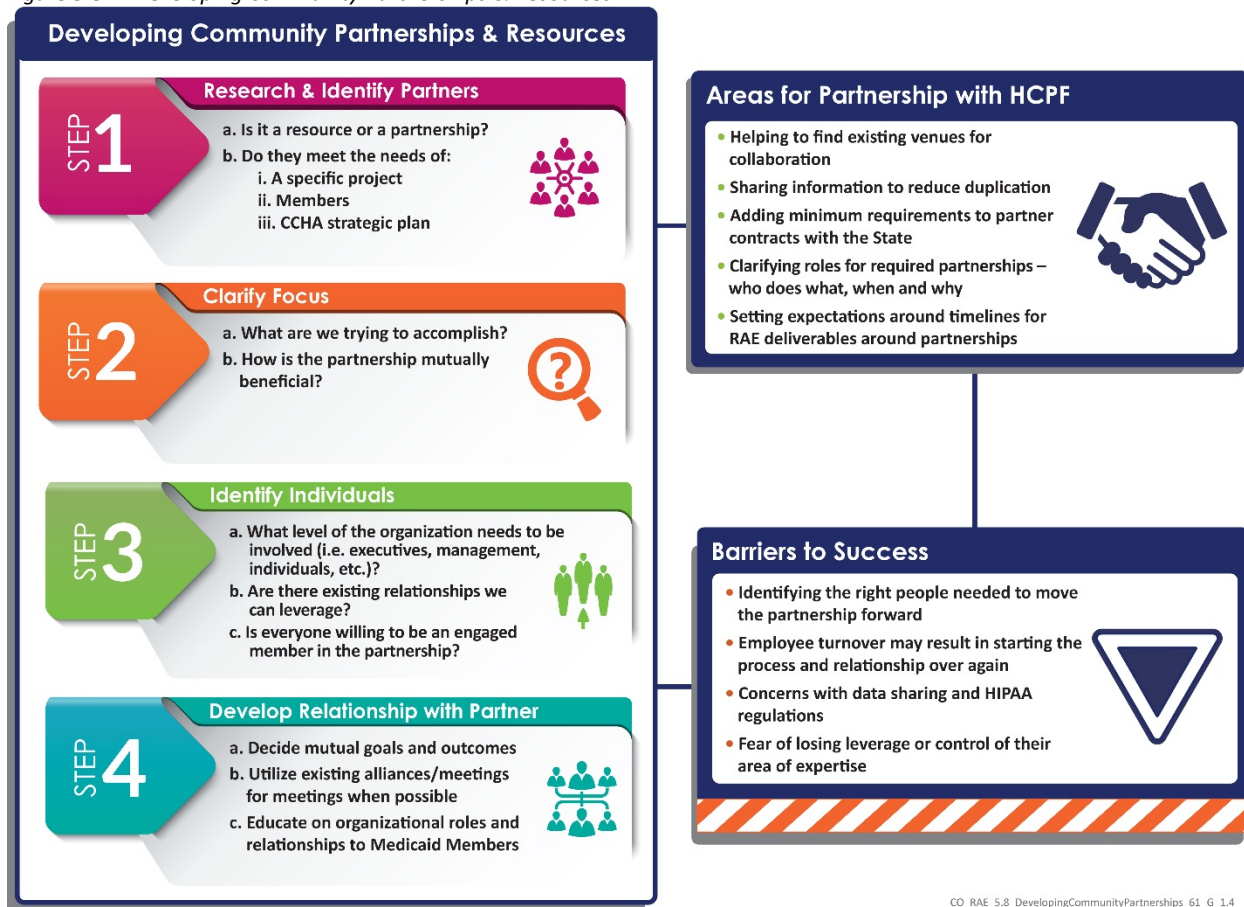 Developing Community Partnerships & Resources
STEP 1
Research & Identify Partners
a. Is it a resource or a partnership?
b. Do they meet the needs of:
i. A specific project
ii. Members
iii. CCHA strategic plan
STEP 2
Clarify Focus
a. What are we trying to accomplish?
b. How is the partnership mutually
beneficial?
?
STEP 3
Identify Individuals
a. What level of the organization needs to be
involved (i.e. executives, management,
individuals, etc.)?
b. Are there existing relationships we
can leverage?
c. Is everyone willing to be an engaged
member in the partnership?
STEP 4
Develop Relationship with Partner
a. Decide mutual goals and outcomes
b. Utilize existing alliances/meetings
for meetings when possible
c. Educate on organizational roles and
relationships to Medicaid Members
Areas for Partnership with HCPF
• Helping to find existing venues for
collaboration
• Sharing information to reduce duplication
• Adding minimum requirements to partner
contracts with the State
• Clarifying roles for required partnerships –
who does what, when and why
• Setting expectations around timelines for
RAE deliverables around partnerships
Barriers to Success
• Identifying the right people needed to move
the partnership forward
• Employee turnover may result in starting the
process and relationship over again
• Concerns with data sharing and HIPAA
regulations
• Fear of losing leverage or control of their
area of expertise
CO_RAE_5.8_DevelopingCommunityPartnerships_61_G_1.4